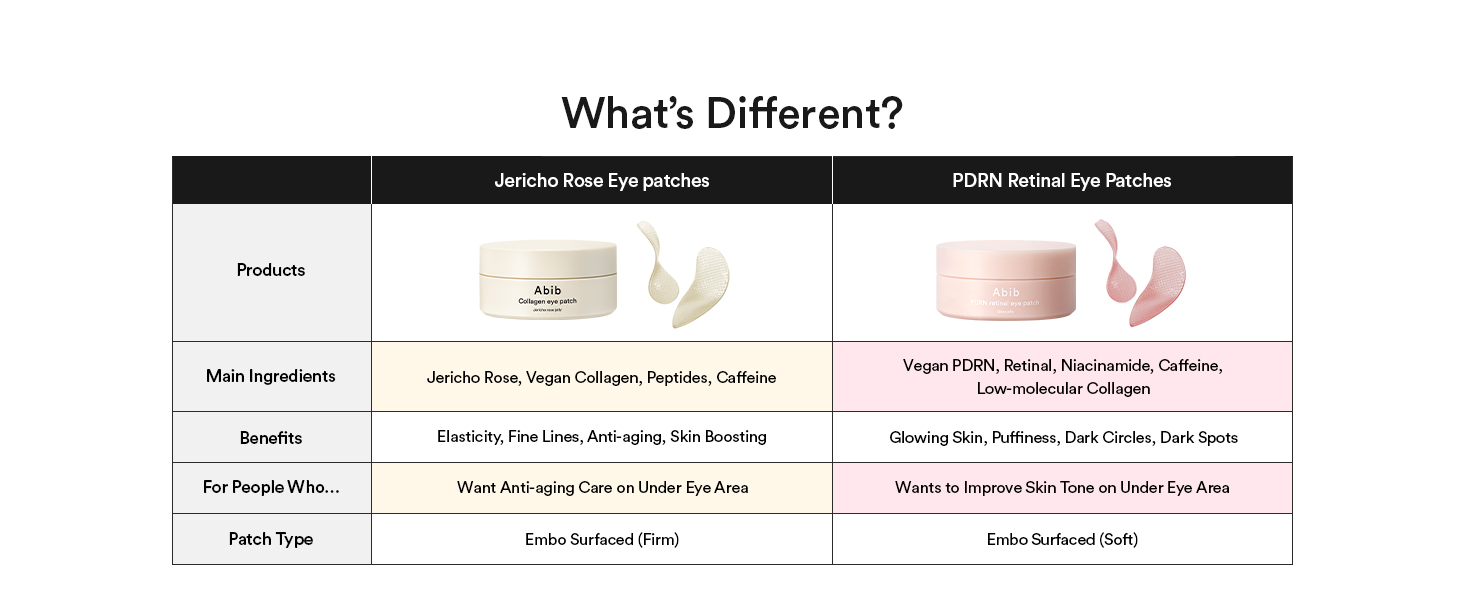 What's Different?
Jericho Rose Eye patches
PDRN Retinal Eye Patches
Products
Abib
Collagen eye patch
Jericho rose jelly
Abib
PDRN retinal eye patch
Main Ingredients
Jericho Rose, Vegan Collagen, Peptides, Caffeine
Vegan PDRN, Retinal, Niacinamide, Caffeine,
Low-molecular Collagen
Benefits
Elasticity, Fine Lines, Anti-aging, Skin Boosting
Glowing Skin, Puffiness, Dark Circles, Dark Spots
For People Who...
Want Anti-aging Care on Under Eye Area
Wants to Improve Skin Tone on Under Eye Area
Patch Type
Embo Surfaced (Firm)
Embo Surfaced (Soft)